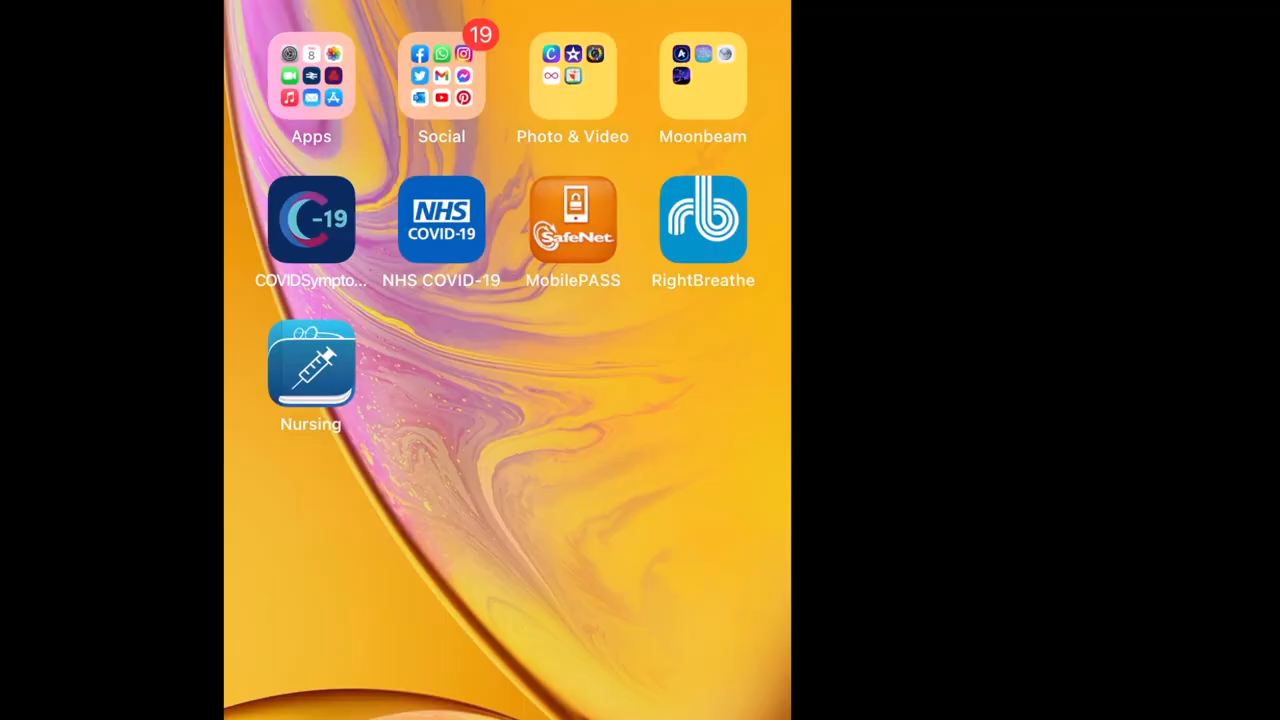 19
8
Apps
Social
Photo & Video
Moonbeam
C-19
NHS
COVID-19
SafeNet
rb
COVIDSympto...
NHS COVID-19
MobilePASS
RightBreathe
Nursing